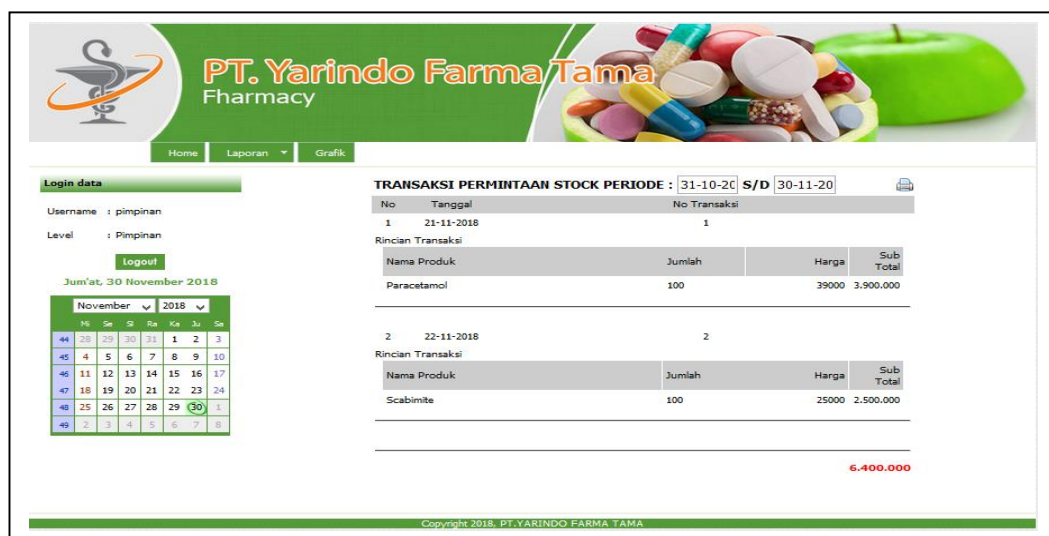 PT. Yarindo Farma Tama
Fharmacy
Home Laporan Grafik
Login data
Username : pimpinan
Level : Pimpinan
Logout
Jum'at, 30 November 2018
November 2018
Mi Se Sl Ra Ka Ju Sa
44 28 29 30 31 1 2 3
45 4 5 6 7 8 9 10
46 11 12 13 14 15 16 17
47 18 19 20 21 22 23 24
48 25 26 27 28 29 30 1
49 2 3 4 5 6 7 8
TRANSAKSI PERMINTAAN STOCK PERIODE : 31-10-20 S/D 30-11-20
No Tanggal No Transaksi
1 21-11-2018 1
Rincian Transaksi
Nama Produk Jumlah Harga Sub Total
Paracetamol 100 39000 3.900.000
2 22-11-2018 2
Rincian Transaksi
Nama Produk Jumlah Harga Sub Total
Scabimite 100 25000 2.500.000
6.400.000
Copyright 2018, PT.YARINDO FARMA TAMA